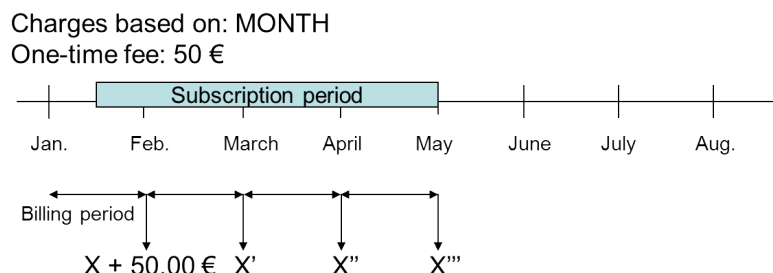 Charges based on: MONTH
One-time fee: 50 €
Subscription period
Jan. Feb. March April May June July Aug.
Billing period
X + 50.00 € X' X'' X'''